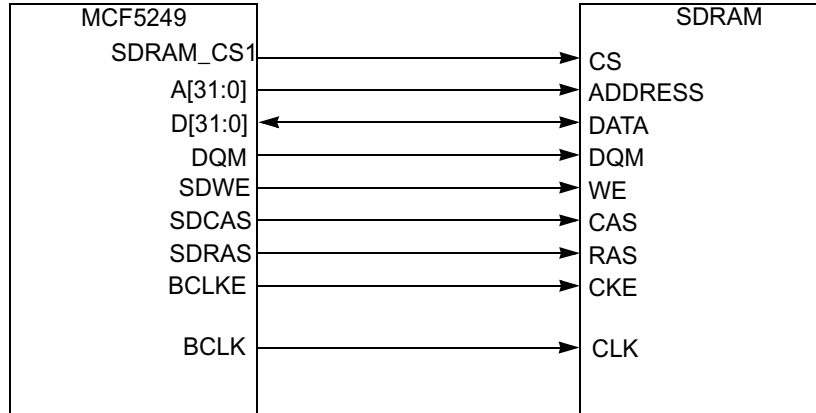 MCF5249 SDRAM
SDRAM_CS1 CS
A[31:0] ADDRESS
D[31:0] DATA
DQM DQM
SDWE WE
SDCAS CAS
SDRAS RAS
BCLKE CKE
BCLK CLK